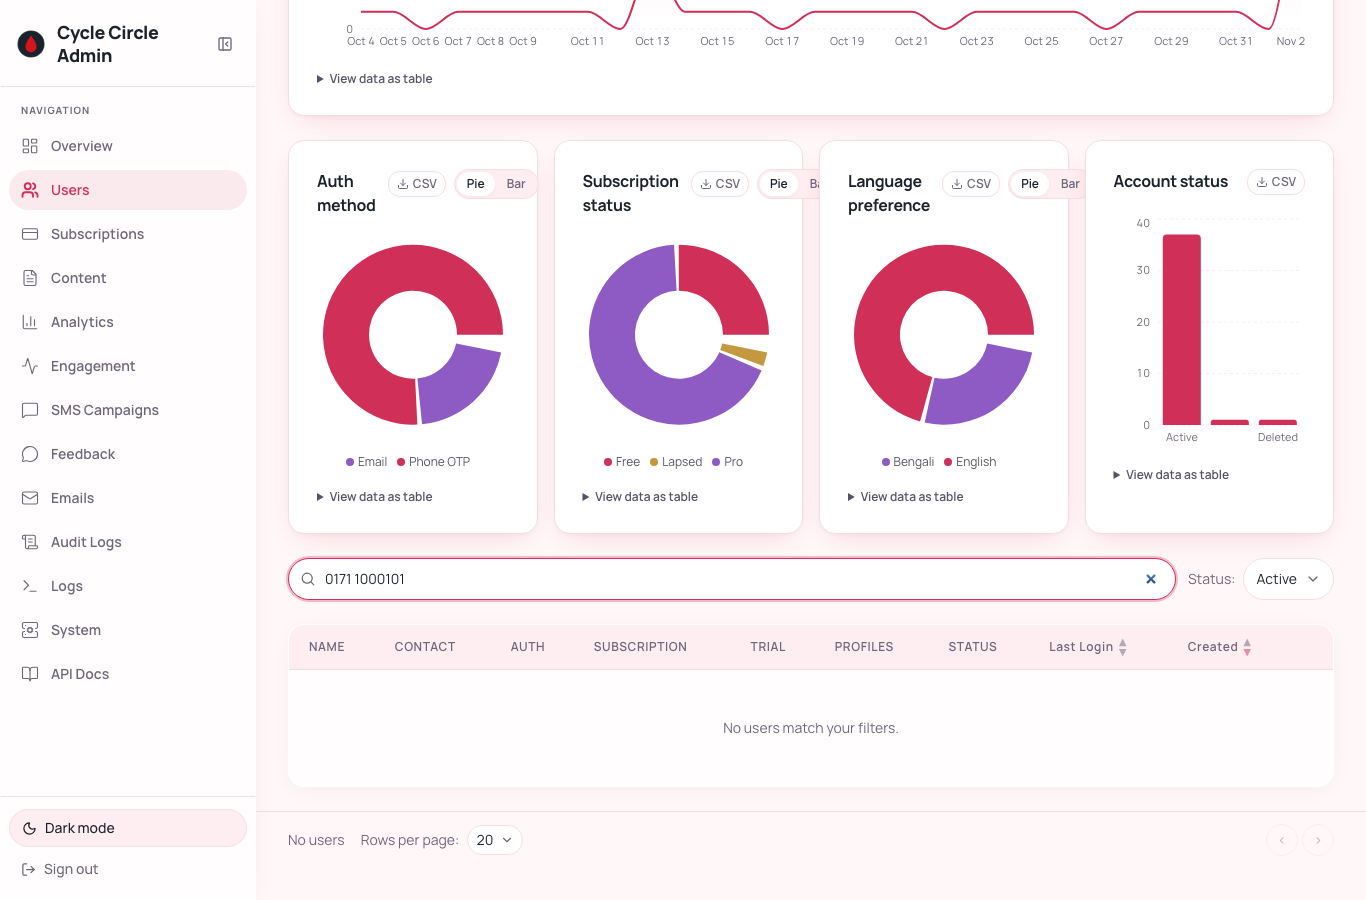 Cycle Circle
Admin
NAVIGATION
Overview
Users
Subscriptions
Content
Analytics
Engagement
SMS Campaigns
Feedback
Emails
Audit Logs
Logs
System
API Docs
Dark mode
Sign out
0
Oct 4 Oct 5 Oct 6 Oct 7 Oct 8 Oct 9 Oct 11 Oct 13 Oct 15 Oct 17 Oct 19 Oct 21 Oct 23 Oct 25 Oct 27 Oct 29 Oct 31 Nov 2
View data as table
Auth
method
CSV
Pie Bar
Email Phone OTP
View data as table
Subscription
status
CSV
Pie
Free Lapsed Pro
View data as table
Language
preference
CSV
Pie Bar
Bengali English
View data as table
Account status
CSV
40
30
20
10
0
Active Deleted
View data as table
0171 1000101
Status: Active
NAME CONTACT AUTH SUBSCRIPTION TRIAL PROFILES STATUS Last Login Created
No users match your filters.
No users Rows per page: 20